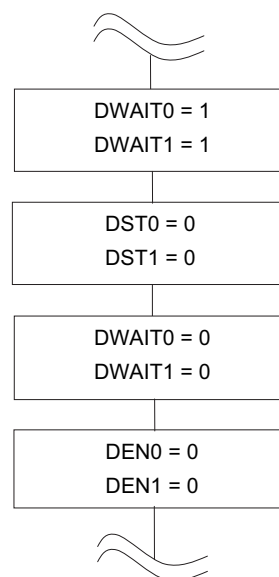 DWAIT0 = 1
DWAIT1 = 1
DST0 = 0
DST1 = 0
DWAIT0 = 0
DWAIT1 = 0
DEN0 = 0
DEN1 = 0